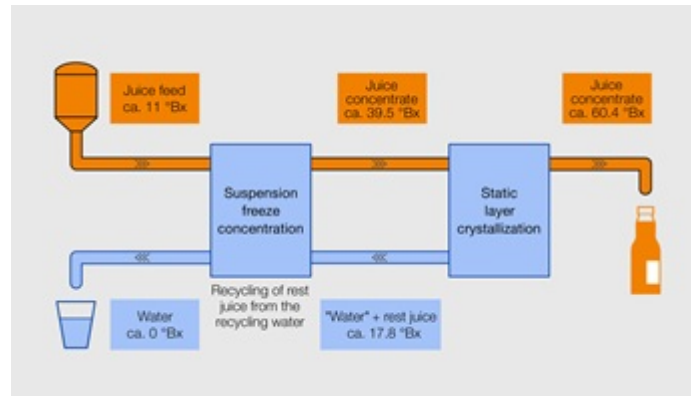 Juice feed
ca. 11 °Bx
Juice
concentrate
ca. 39.5 °Bx
Juice
concentrate
ca. 60.4 °Bx
Suspension
freeze
concentration
Static
layer
crystallization
Water
ca. 0 °Bx
Recycling of rest
juice from the
recycling water
"Water" + rest juice
ca. 17.8 °Bx